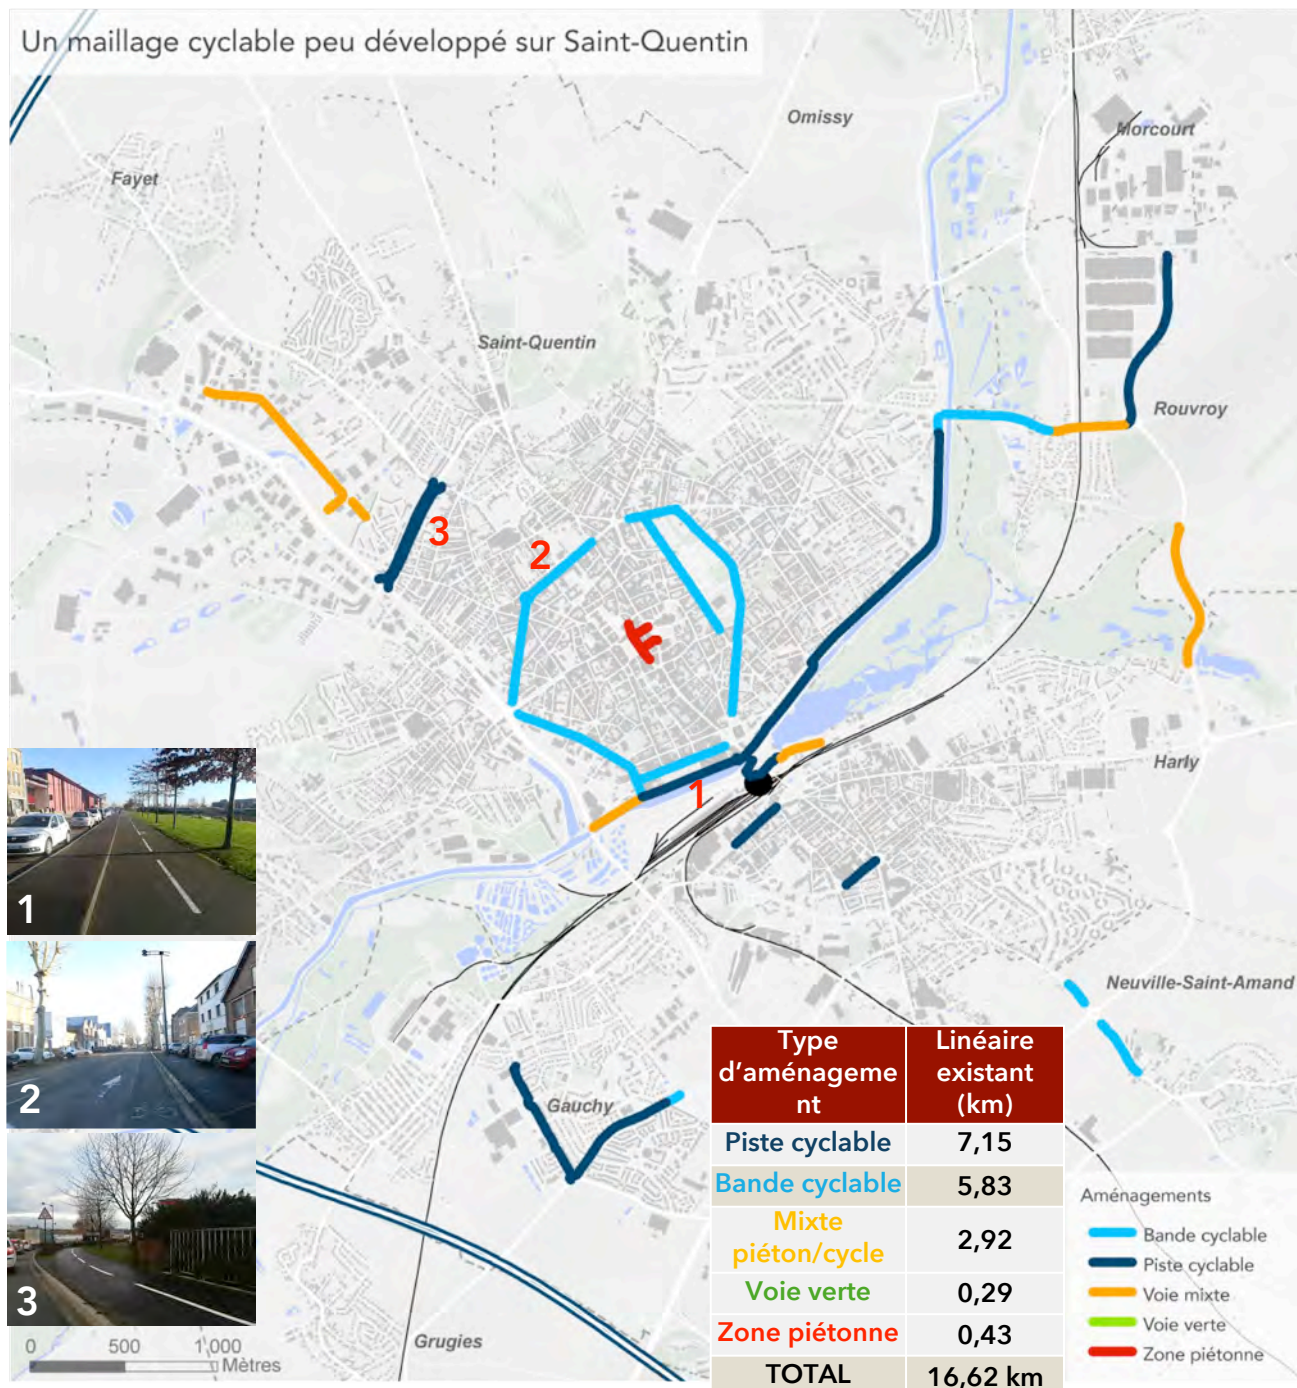 Un maillage cyclable peu développé sur Saint-Quentin
Omissy
Morcourt
Fayet
Saint-Quentin
Rouvroy
3
2
Harly
1
1
Neuville-Saint-Amand
2
Gauchy
3
Grugies
0 500 1 000
Mètres
Type d'aménageme nt Linéaire existant (km)
Piste cyclable 7,15
Bande cyclable 5,83
Mixte piéton/cycle 2,92
Voie verte 0,29
Zone piétonne 0,43
TOTAL 16,62 km
Aménagements
Bande cyclable
Piste cyclable
Voie mixte
Voie verte
Zone piétonne